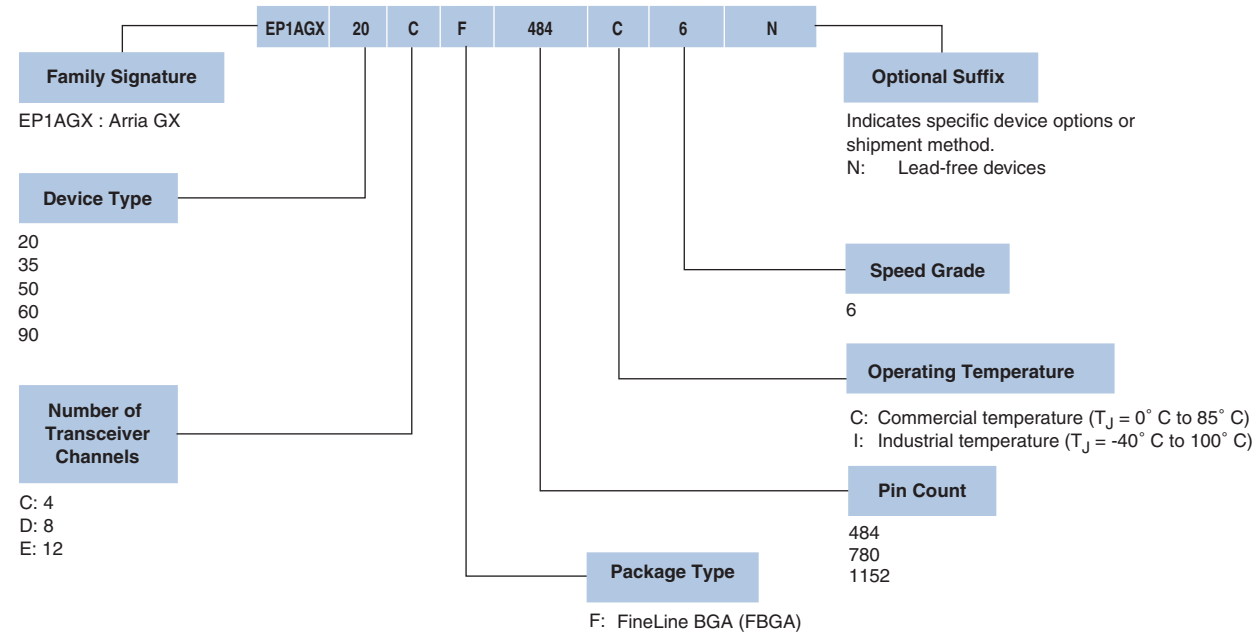 EP1AGX 20 C F 484 C 6 N
Family Signature
EP1AGX : Arria GX
Optional Suffix
Indicates specific device options or
shipment method.
N: Lead-free devices
Device Type
20
35
50
60
90
Speed Grade
6
Operating Temperature
C: Commercial temperature (TJ = 0˚ C to 85˚ C)
I: Industrial temperature (TJ = -40˚ C to 100˚ C)
Number of
Transceiver
Channels
C: 4
D: 8
E: 12
Pin Count
484
780
1152
Package Type
F: FineLine BGA (FBGA)